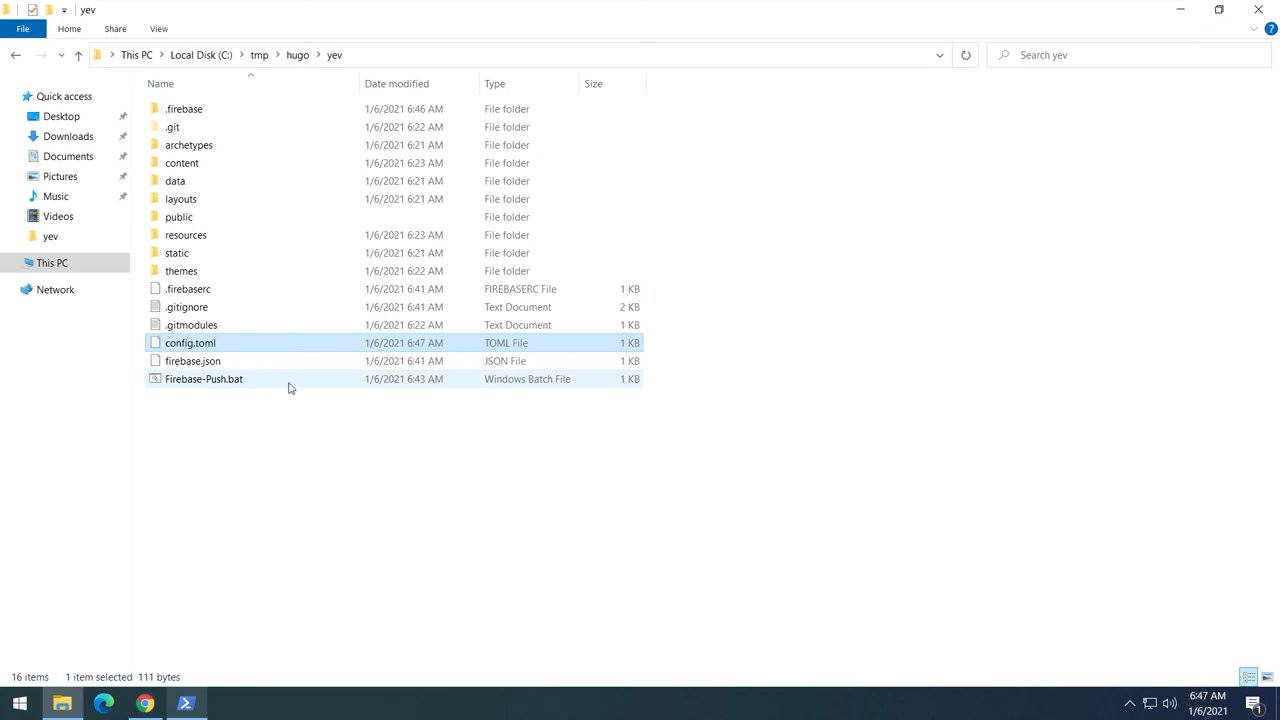 yev
File Home Share View
This PC Local Disk (C:) tmp hugo yev Search yev
Name Date modified Type Size
Quick access
Desktop
Downloads
Documents
Pictures
Music
Videos
yev
This PC
Network
.firebase 1/6/2021 6:46 AM File folder
.git 1/6/2021 6:22 AM File folder
archetypes 1/6/2021 6:21 AM File folder
content 1/6/2021 6:23 AM File folder
data 1/6/2021 6:21 AM File folder
layouts 1/6/2021 6:21 AM File folder
public File folder
resources 1/6/2021 6:23 AM File folder
static 1/6/2021 6:21 AM File folder
themes 1/6/2021 6:22 AM File folder
.firebaserc 1/6/2021 6:41 AM FIREBASERC File 1 KB
.gitignore 1/6/2021 6:41 AM Text Document 2 KB
.gitmodules 1/6/2021 6:22 AM Text Document 1 KB
config.toml 1/6/2021 6:47 AM TOML File 1 KB
firebase.json 1/6/2021 6:41 AM JSON File 1 KB
Firebase-Push.bat 1/6/2021 6:43 AM Windows Batch File 1 KB
16 items 1 item selected 111 bytes
6:47 AM
1/6/2021
1